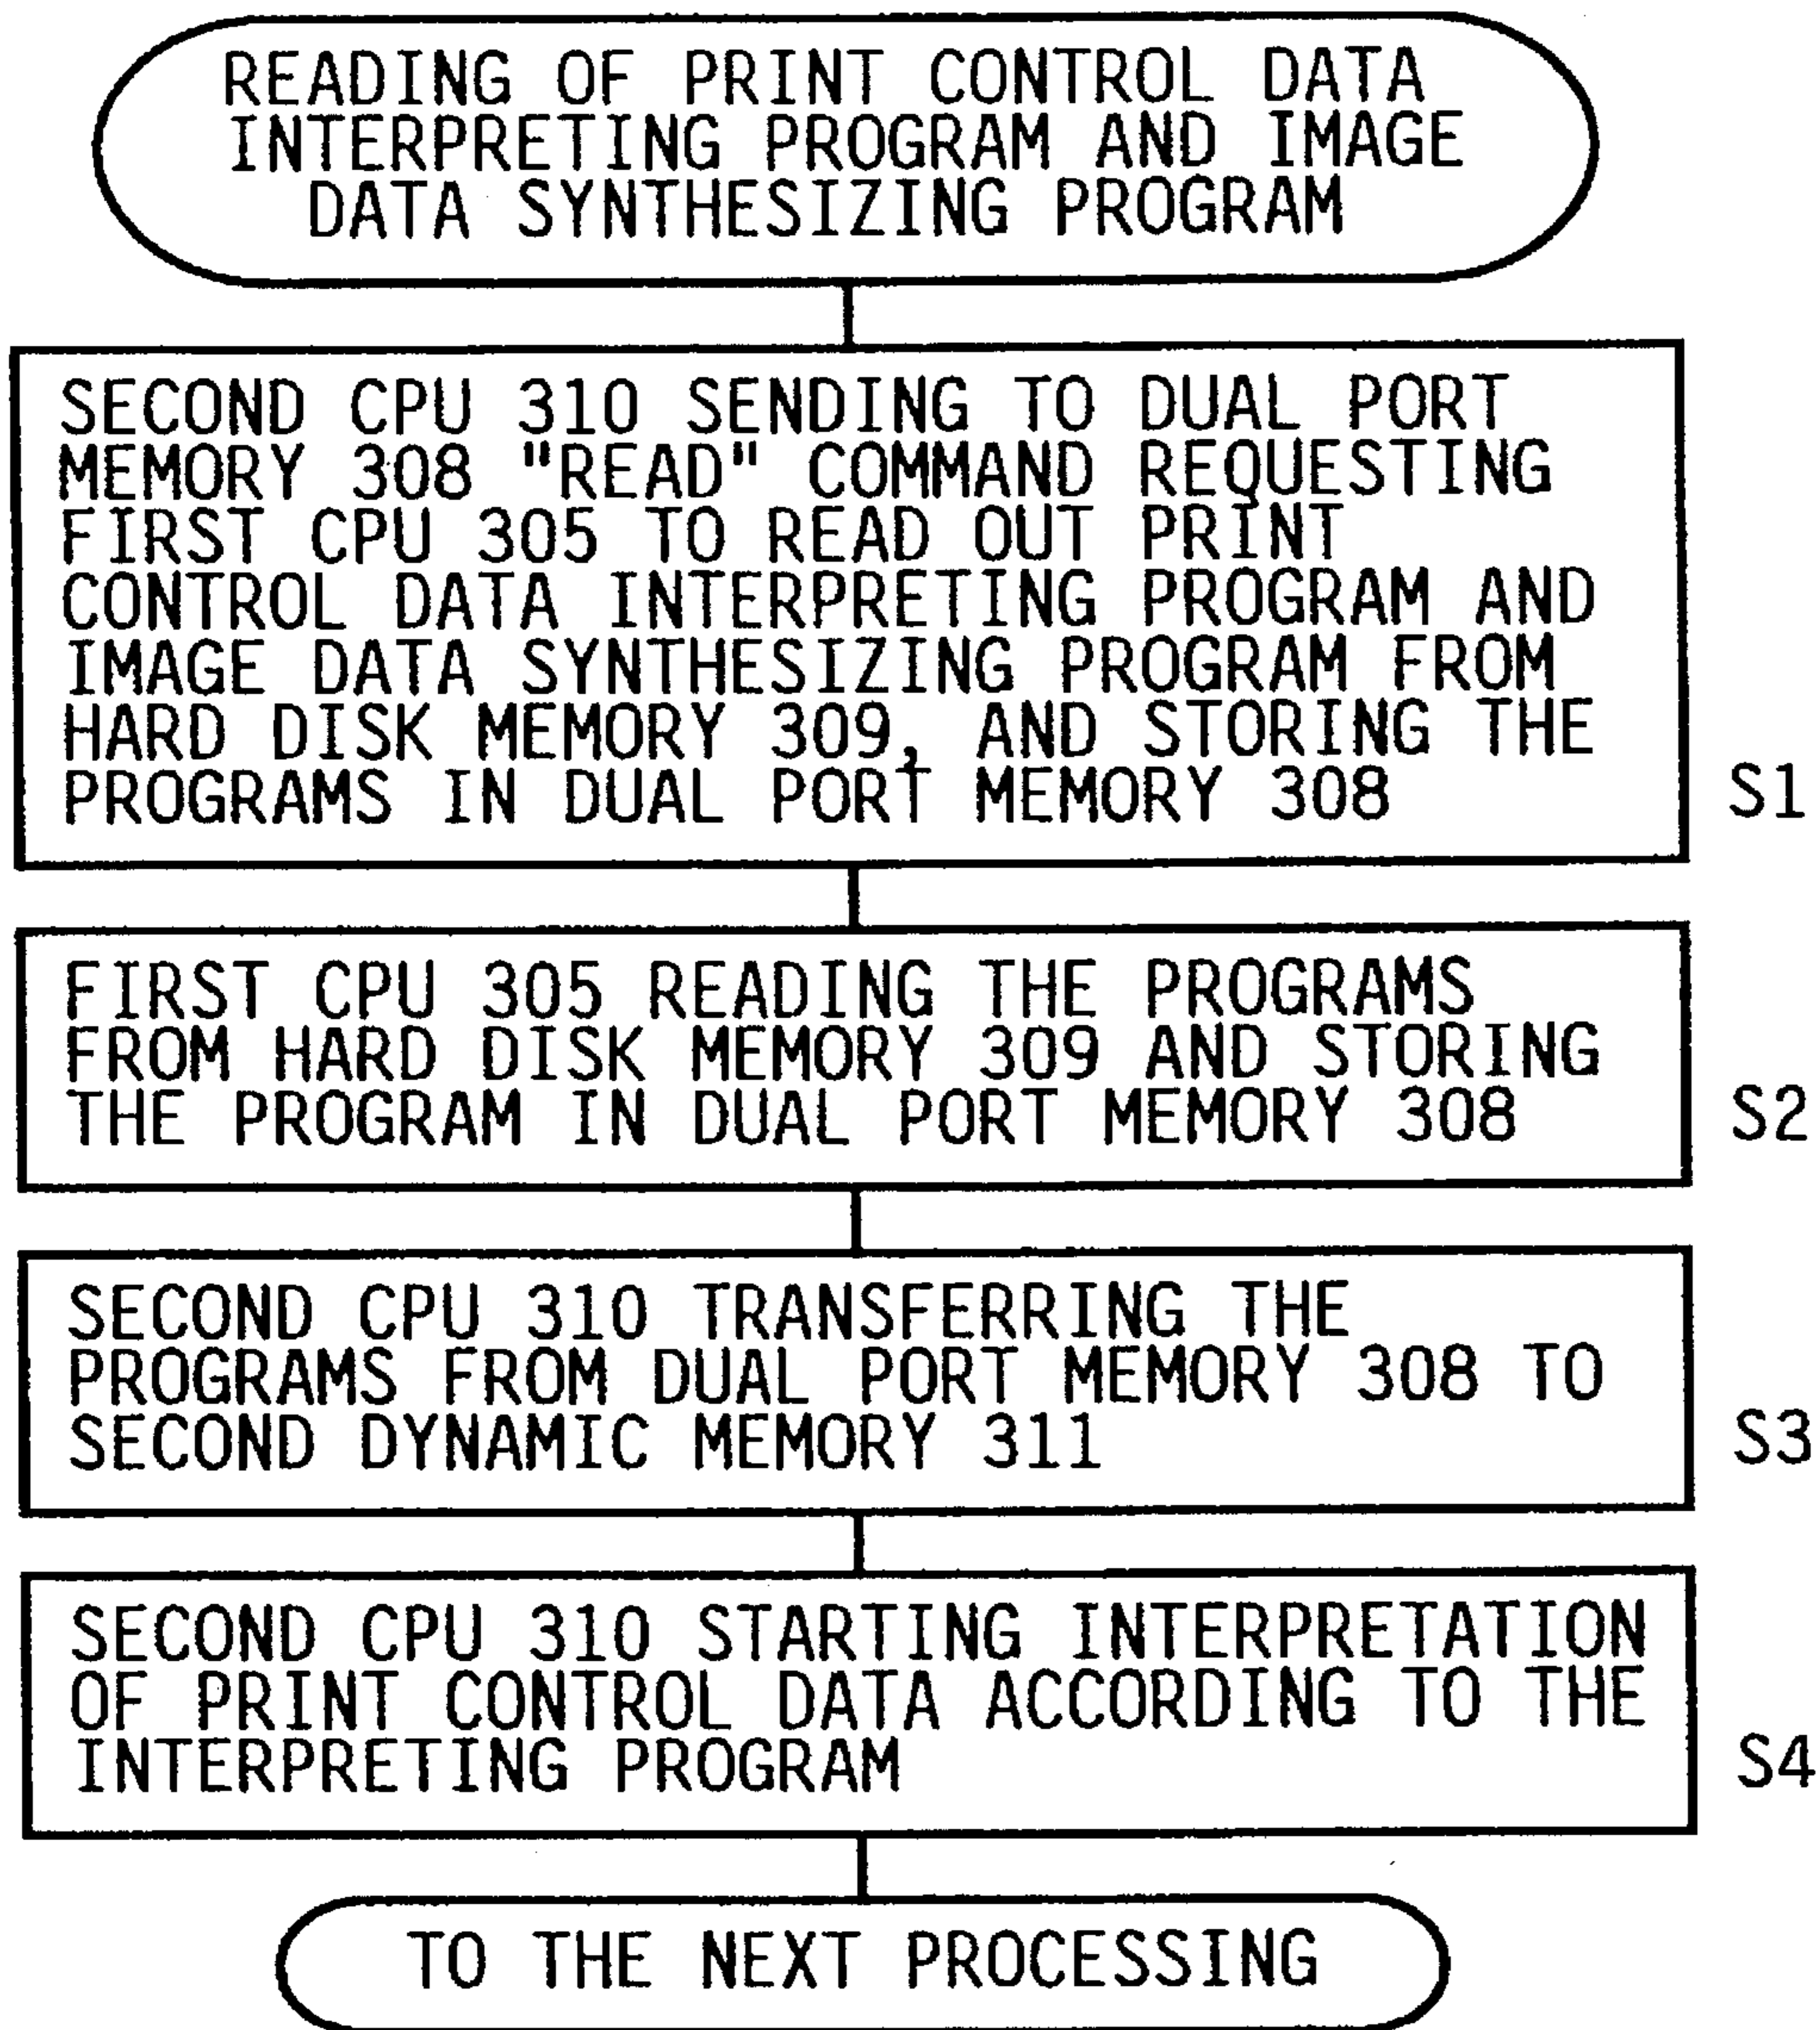 READING OF PRINT CONTROL DATA
INTERPRETING PROGRAM AND IMAGE
DATA SYNTHESIZING PROGRAM
SECOND CPU 310 SENDING TO DUAL PORT
MEMORY 308 "READ" COMMAND REQUESTING
FIRST CPU 305 TO READ OUT PRINT
CONTROL DATA INTERPRETING PROGRAM AND
IMAGE DATA SYNTHESIZING PROGRAM FROM
HARD DISK MEMORY 309, AND STORING THE
PROGRAMS IN DUAL PORT MEMORY 308
S1
FIRST CPU 305 READING THE PROGRAMS
FROM HARD DISK MEMORY 309 AND STORING
THE PROGRAM IN DUAL PORT MEMORY 308
S2
SECOND CPU 310 TRANSFERRING THE
PROGRAMS FROM DUAL PORT MEMORY 308 TO
SECOND DYNAMIC MEMORY 311
S3
SECOND CPU 310 STARTING INTERPRETATION
OF PRINT CONTROL DATA ACCORDING TO THE
INTERPRETING PROGRAM
S4
TO THE NEXT PROCESSING